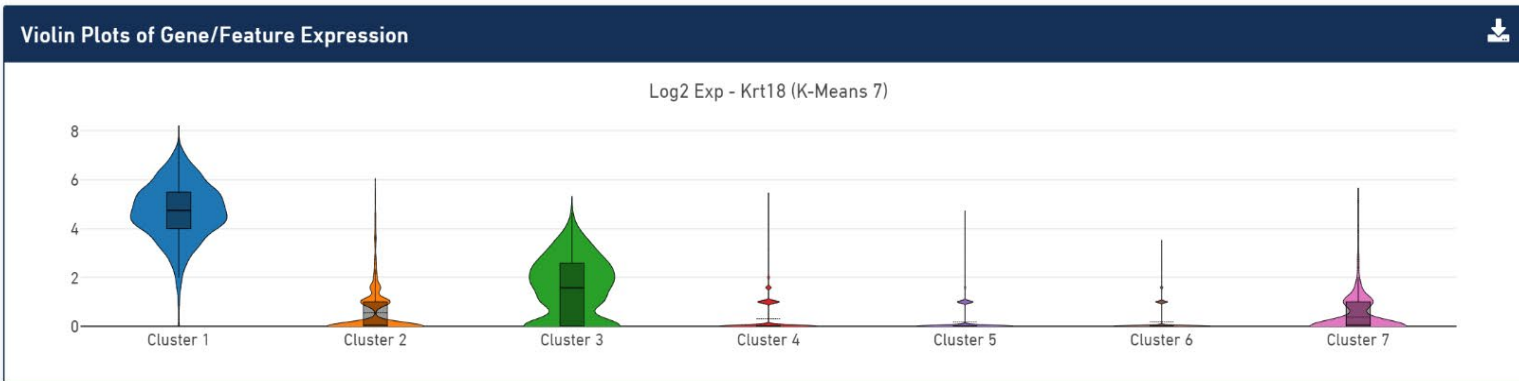 Violin Plots of Gene/Feature Expression
Log2 Exp - Krt18 (K-Means 7)
8
6
4
2
0
Cluster 1 Cluster 2 Cluster 3 Cluster 4 Cluster 5 Cluster 6 Cluster 7